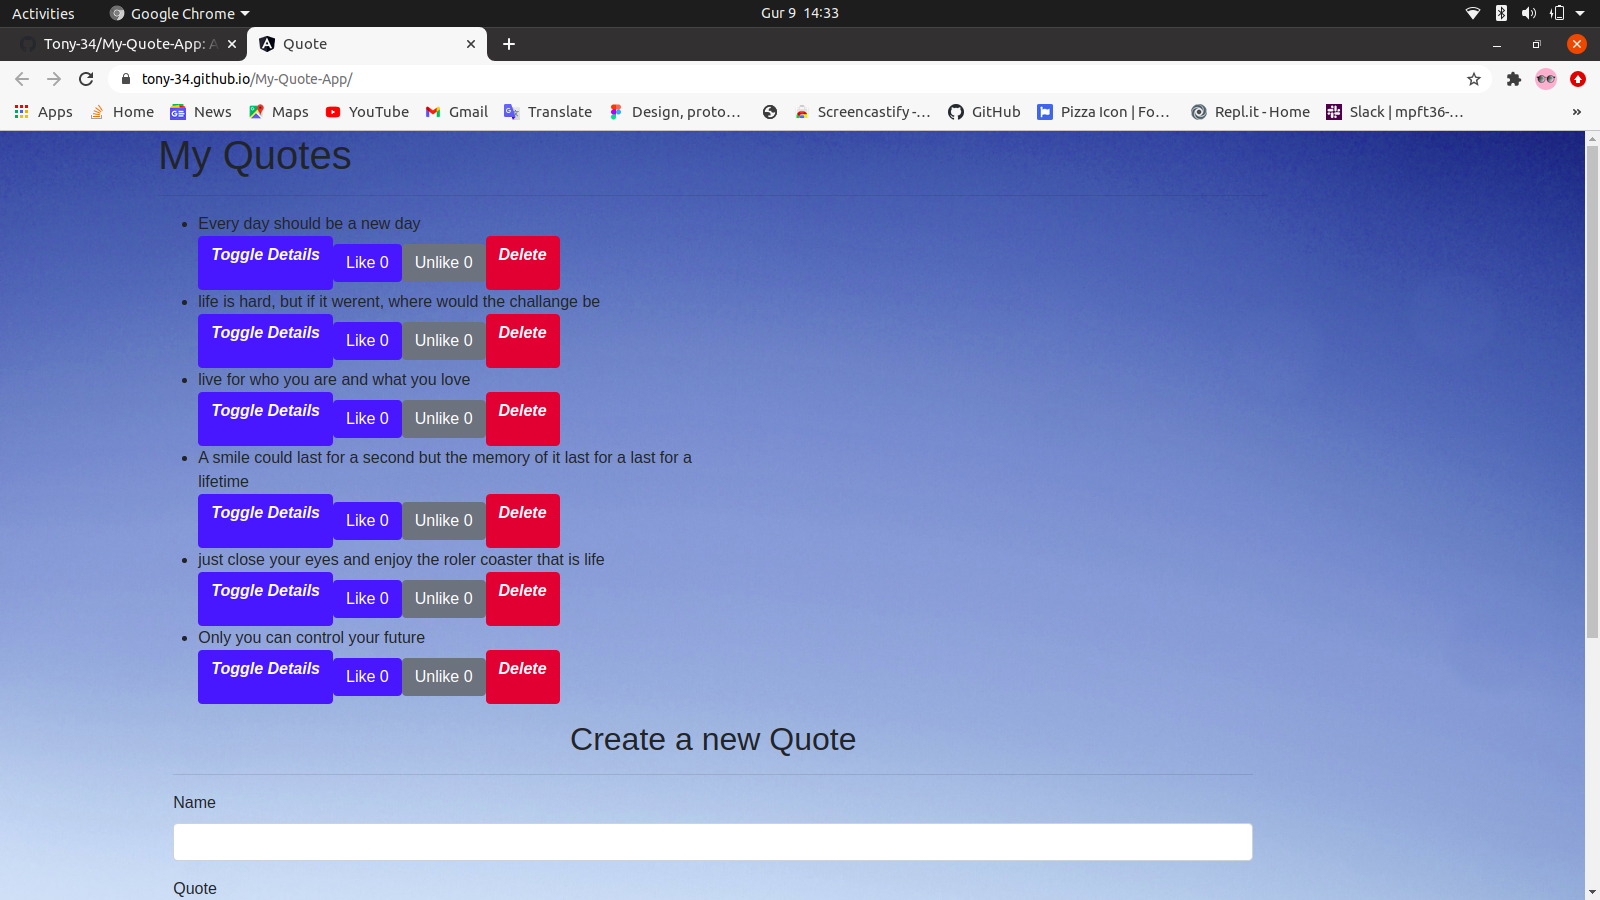 Activities Google Chrome Gur 9 14:33
Tony-34/My-Quote-App: A Quote
tony-34.github.io/My-Quote-App/
Apps Home News Maps YouTube Gmail Translate Design, proto… Screencastify -… GitHub Pizza Icon | Fo… Repl.it - Home Slack | mpft36-… »
My Quotes
Every day should be a new day
Toggle Details Like 0 Unlike 0 Delete
life is hard, but if it werent, where would the challange be
Toggle Details Like 0 Unlike 0 Delete
live for who you are and what you love
Toggle Details Like 0 Unlike 0 Delete
A smile could last for a second but the memory of it last for a last for a
lifetime
Toggle Details Like 0 Unlike 0 Delete
just close your eyes and enjoy the roler coaster that is life
Toggle Details Like 0 Unlike 0 Delete
Only you can control your future
Toggle Details Like 0 Unlike 0 Delete
Create a new Quote
Name
Quote